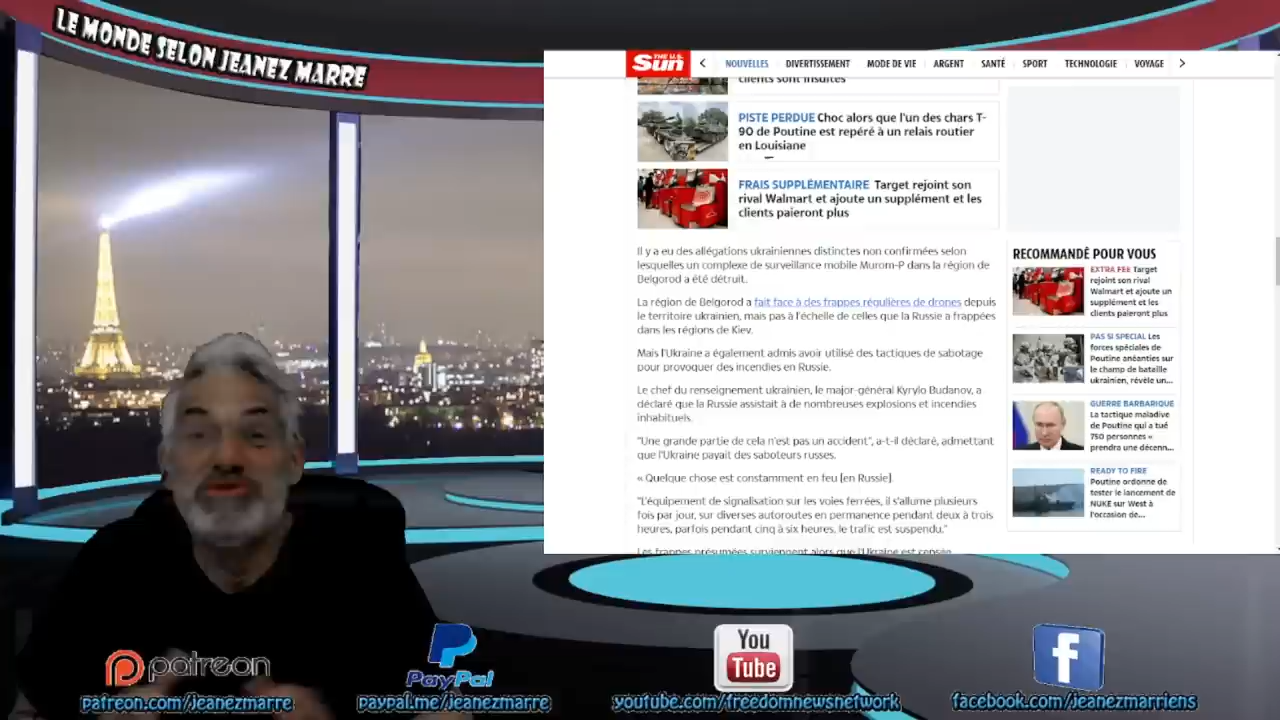 LE MONDE SELON JEANEZ MARRE
THE U.S.
Sun
NOUVELLES DIVERTISSEMENT MODE DE VIE ARGENT SANTÉ SPORT TECHNOLOGIE VOYAGE
clients sont insultés
PISTE PERDUE Choc alors que l'un des chars T-
90 de Poutine est repéré à un relais routier
en Louisiane
FRAIS SUPPLÉMENTAIRE Target rejoint son
rival Walmart et ajoute un supplément et les
clients paieront plus
Il y a eu des allégations ukrainiennes distinctes non confirmées selon
lesquelles un complexe de surveillance mobile Murom-P dans la région de
Belgorod a été détruit.
La région de Belgorod a fait face à des frappes régulières de drones depuis
le territoire ukrainien, mais pas à l'échelle de celles que la Russie a frappées
dans les régions de Kiev.
Mais l'Ukraine a également admis avoir utilisé des tactiques de sabotage
pour provoquer des incendies en Russie.
Le chef du renseignement ukrainien, le major-général Kyrylo Budanov, a
déclaré que la Russie assistait à de nombreuses explosions et incendies
inhabituels.
"Une grande partie de cela n'est pas un accident", a-t-il déclaré, admettant
que l'Ukraine payait des saboteurs russes.
« Quelque chose est constamment en feu [en Russie].
"L'équipement de signalisation sur les voies ferrées, il s'allume plusieurs
fois par jour, sur diverses autoroutes en permanence pendant deux à trois
heures, parfois pendant cinq à six heures, le trafic est suspendu."
Les frappes présumées surviennent alors que l'Ukraine est censée
RECOMMANDÉ POUR VOUS
EXTRA FEE Target
rejoint son rival
Walmart et ajoute un
supplément et les
clients paieront plus
PAS SI SPECIAL Les
forces spéciales de
Poutine anéanties sur
le champ de bataille
ukrainien, révèle un...
GUERRE BARBARIQUE
La tactique maladive
de Poutine qui a tué
750 personnes «
prendra une décenn...
READY TO FIRE
Poutine ordonne de
tester le lancement de
NUKE sur West à
l'occasion de...
patreon
patreon.com/jeanezmarre
PayPal
paypal.me/jeanezmarre
You
Tube
youtube.com/freedomnewsnetwork
f
facebook.com/jeanezmarriens